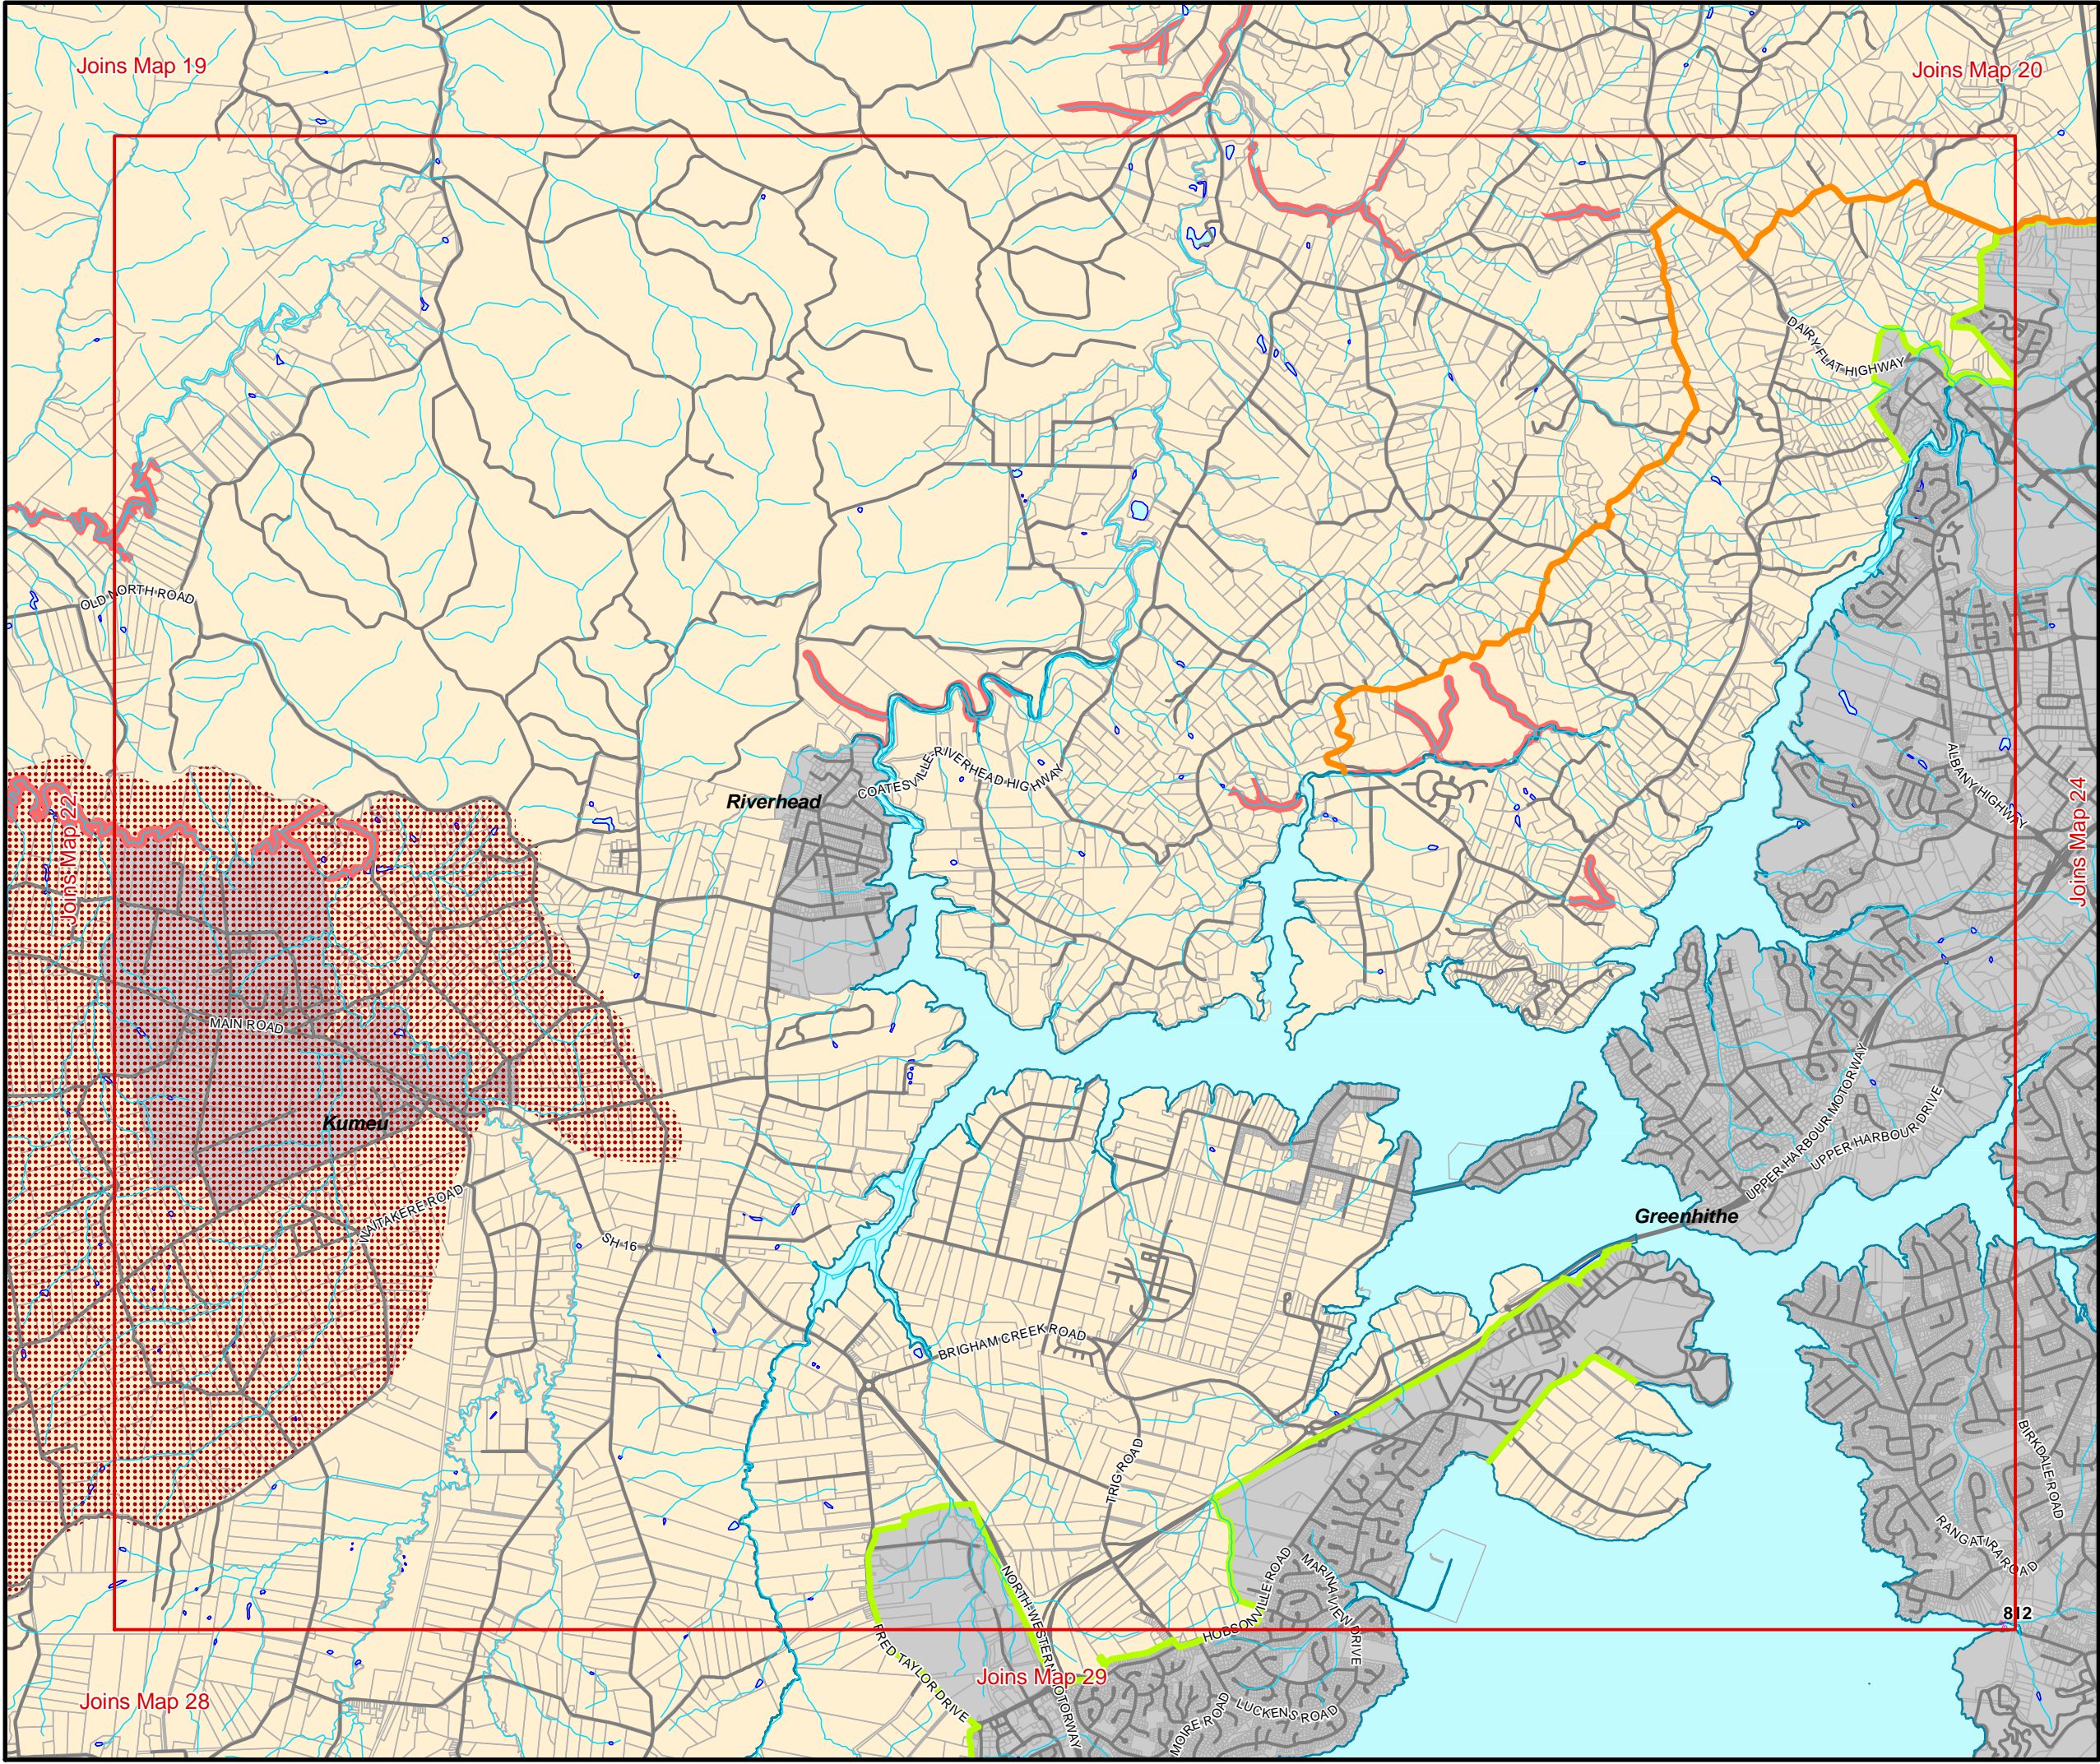 Joins Map 19
Joins Map 20
DAIRY FLAT HIGHWAY
OLD NORTH ROAD
COATESVILLE-RIVERHEAD HIGHWAY
Riverhead
ALBANY HIGHWAY
Joins Map 22
Joins Map 24
MAIN ROAD
Kumeu
UPPER HARBOUR MOTORWAY
UPPER HARBOUR DRIVE
WAITAKERE ROAD
Greenhithe
SH 16
BRIGHAM CREEK ROAD
TRIG ROAD
BIRKDALE ROAD
RANGATIRA ROAD
NORTH-WESTERN MOTORWAY
HOBSONVILLE ROAD
MARINA VIEW DRIVE
812
FRED TAYLOR DRIVE
Joins Map 29
Joins Map 28
MOIRE ROAD
LUCKENS ROAD